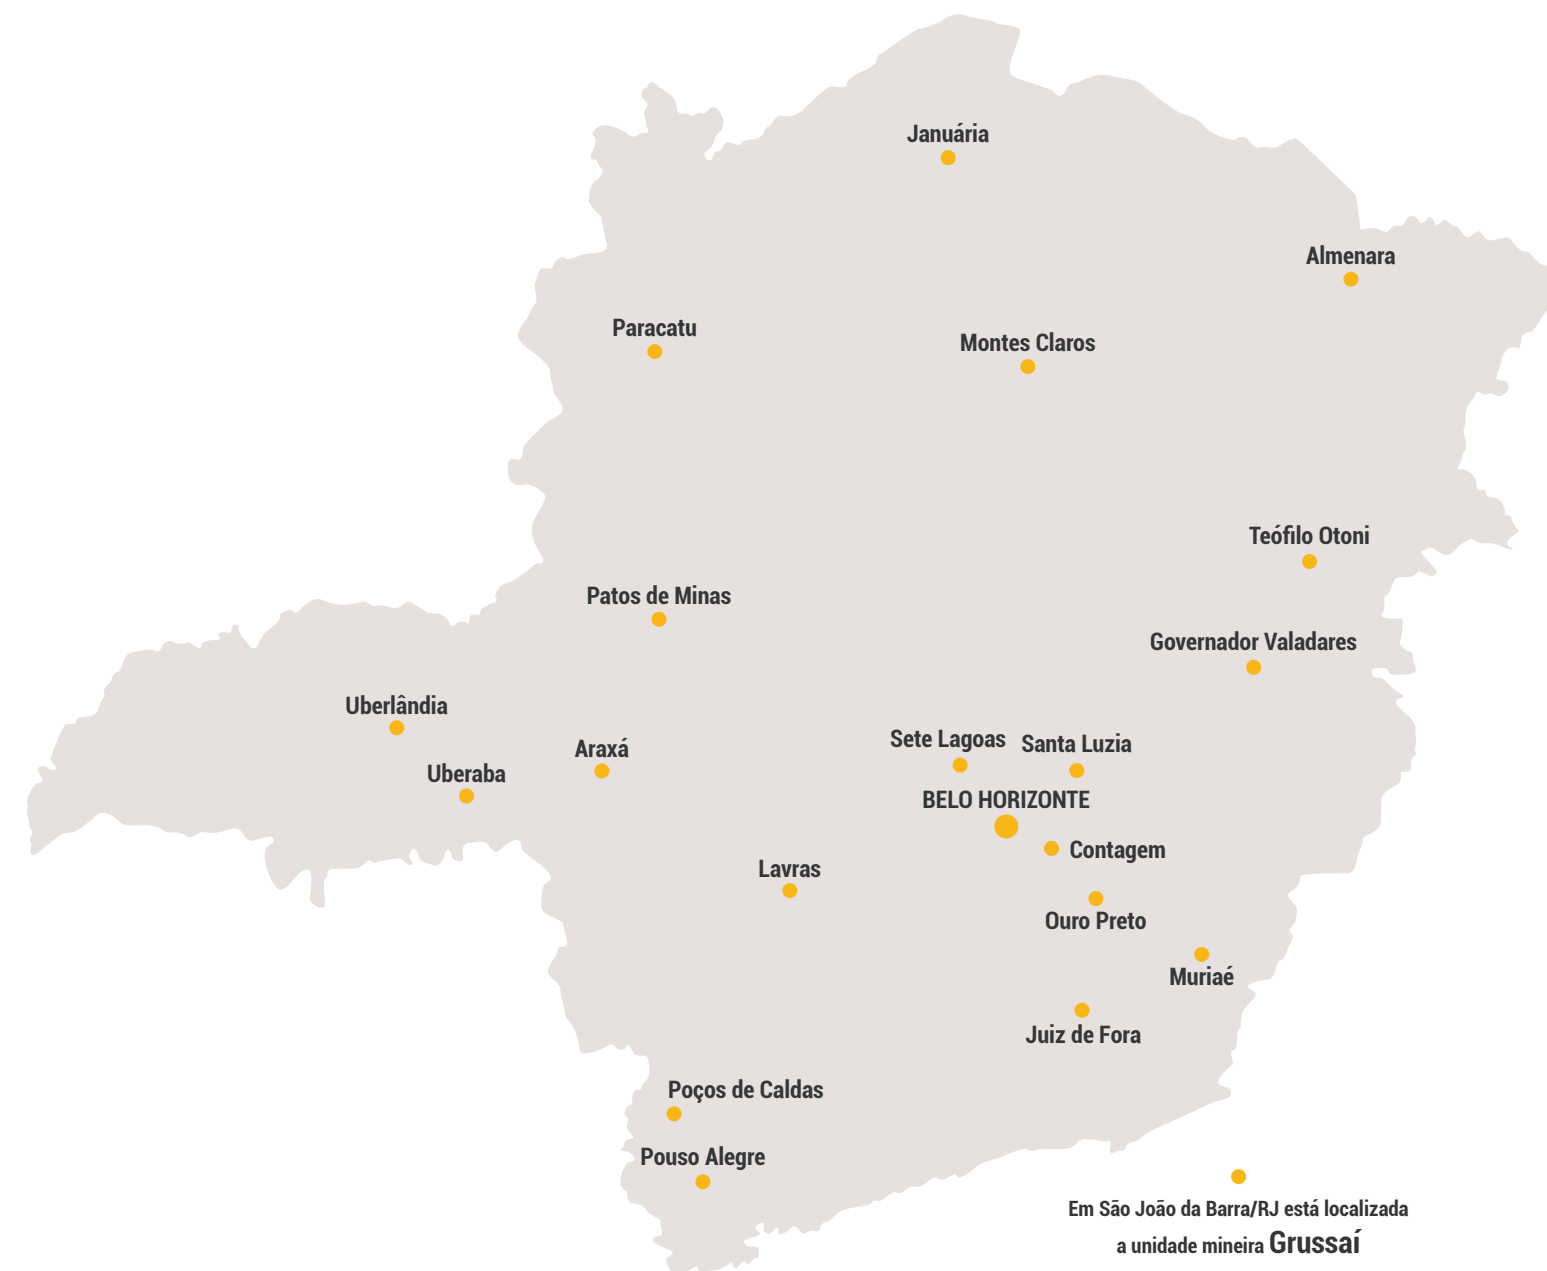 Januária
Almenara
Paracatu
Montes Claros
Teófilo Otoni
Patos de Minas
Governador Valadares
Uberlândia
Sete Lagoas
Santa Luzia
Araxá
Uberaba
BELO HORIZONTE
Contagem
Lavras
Ouro Preto
Muriaé
Juiz de Fora
Poços de Caldas
Pouso Alegre
Em São João da Barra/RJ está localizada
a unidade mineira Grussaí